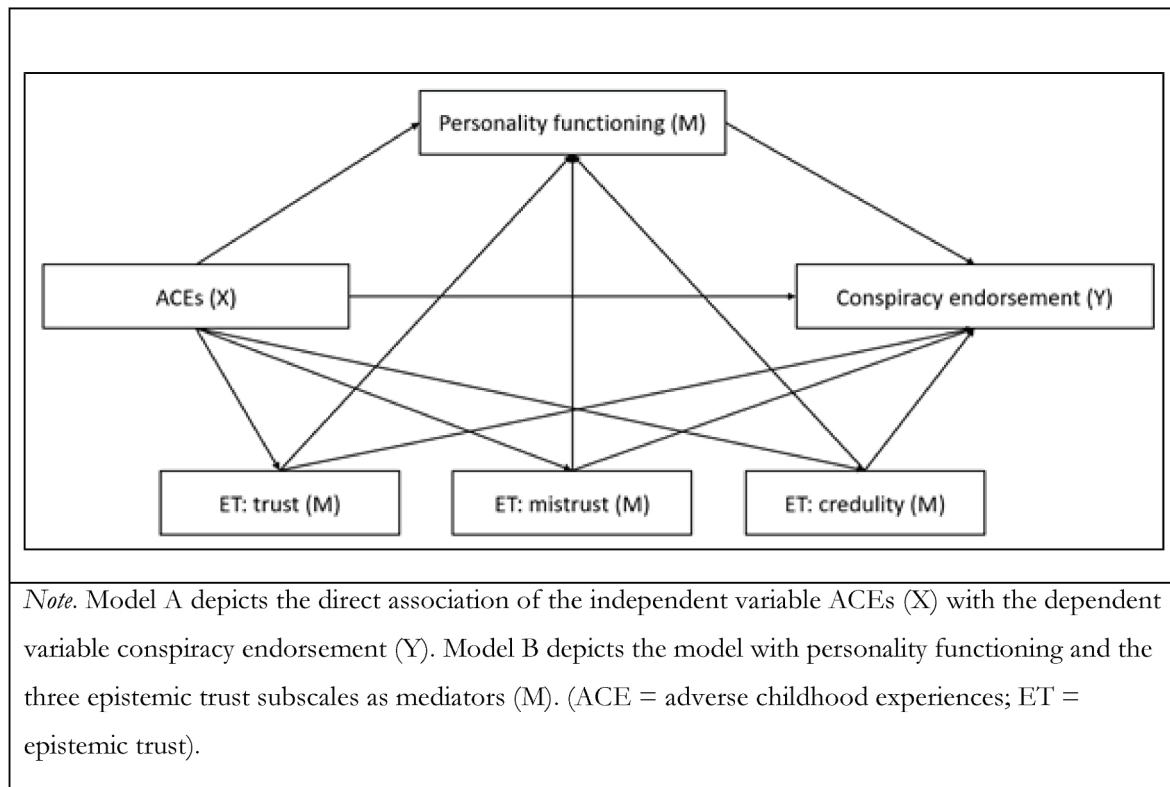 Personality functioning (M)
ACEs (X)
Conspiracy endorsement (Y)
ET: trust (M)
ET: mistrust (M)
ET: credulity (M)
Note. Model A depicts the direct association of the independent variable ACEs (X) with the dependent
variable conspiracy endorsement (Y). Model B depicts the model with personality functioning and the
three epistemic trust subscales as mediators (M). (ACE = adverse childhood experiences; ET =
epistemic trust).